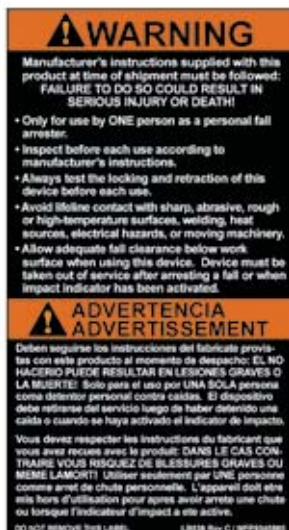 WARNING
Manufacturer's instructions supplied with this
product at time of shipment must be followed:
FAILURE TO DO SO COULD RESULT IN
SERIOUS INJURY OR DEATH!
• Only for use by ONE person as a personal fall
arrester.
• Inspect before each use according to
manufacturer's instructions.
• Always test the locking and retraction of this
device before each use.
• Avoid lifeline contact with sharp, abrasive, rough
or high-temperature surfaces, welding, heat
sources, electrical hazards, or moving machinery.
• Allow adequate fall clearance below work
surface when using this device. Device must be
taken out of service after arresting a fall or when
impact indicator has been activated.
ADVERTENCIA
ADVERTISSEMENT
Deben seguirse los instrucciones del fabricate provis-
tas con este producto al momento de despacho: EL NO
HACERIO PUEDE RESULTAR EN LESIONES GRAVES O
LA MUERTE! Solo para el uso por UNA SOLA persona
como detentor personal contra caidas. El dispositivo
debe retirarse del servicio luego de haber detenido una
caida o cuando se haya activado el indicador de impacto.
Vous devez respecter les instructions du fabricant que
vous avez recues avec le produit: DANS LE CAS CON-
TRAIRE VOUS RISQUEZ DE BLESSURES GRAVES OU
MEME LAMORT! Utiliser seulement par UNE personne
comme arret de chute personnelle. L'appareil doit etre
mis hors d'utilisation pour apres avoir arrete une chute
ou lorsque l'indicateur d'impact a ete active.
DO NOT REMOVE THIS LABEL